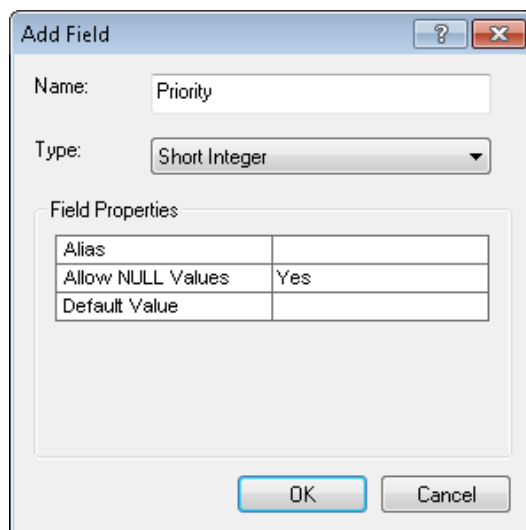 Add Field
?
Name: Priority
Type: Short Integer
Field Properties
Alias
Allow NULL Values Yes
Default Value
OK Cancel